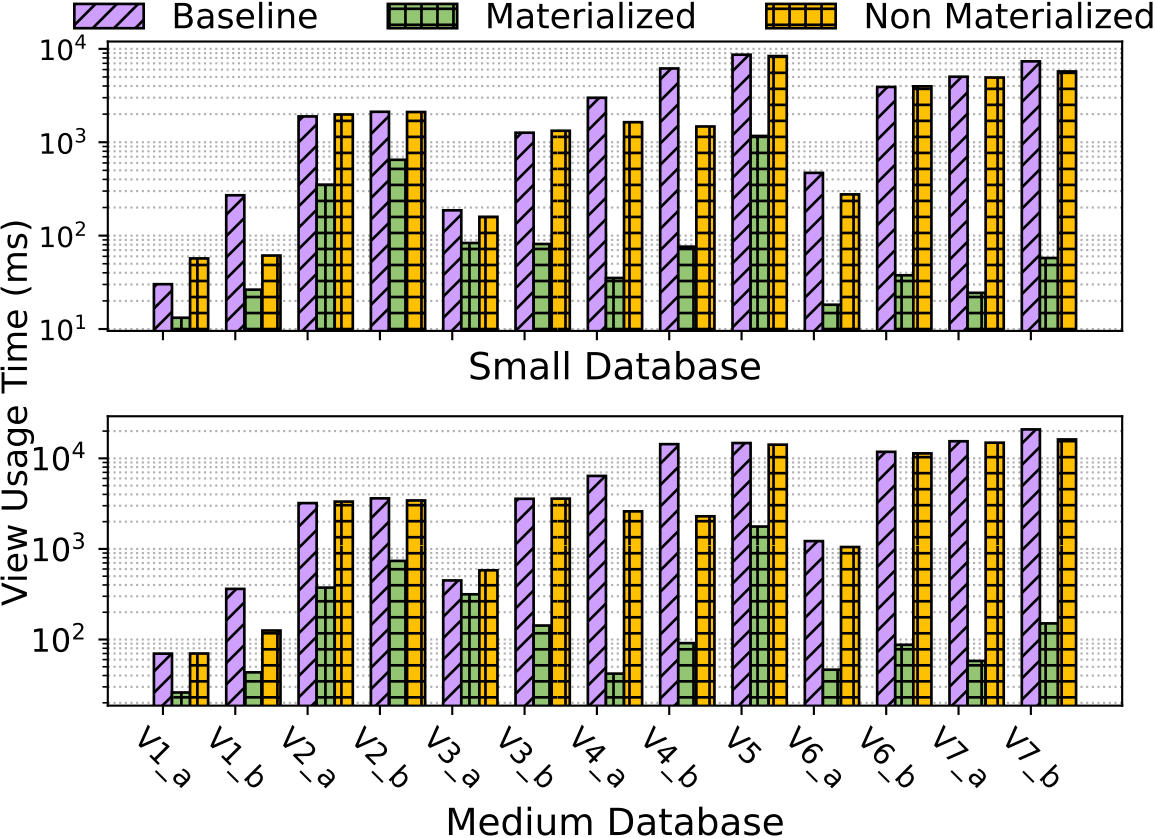 Baseline Materialized Non Materialized
10^4
10^3
10^2
10^1
Small Database
View Usage Time (ms)
10^4
10^3
10^2
V1_a V1_b V2_a V2_b V3_a V3_b V4_a V4_b V5 V6_a V6_b V7_a V7_b
Medium Database